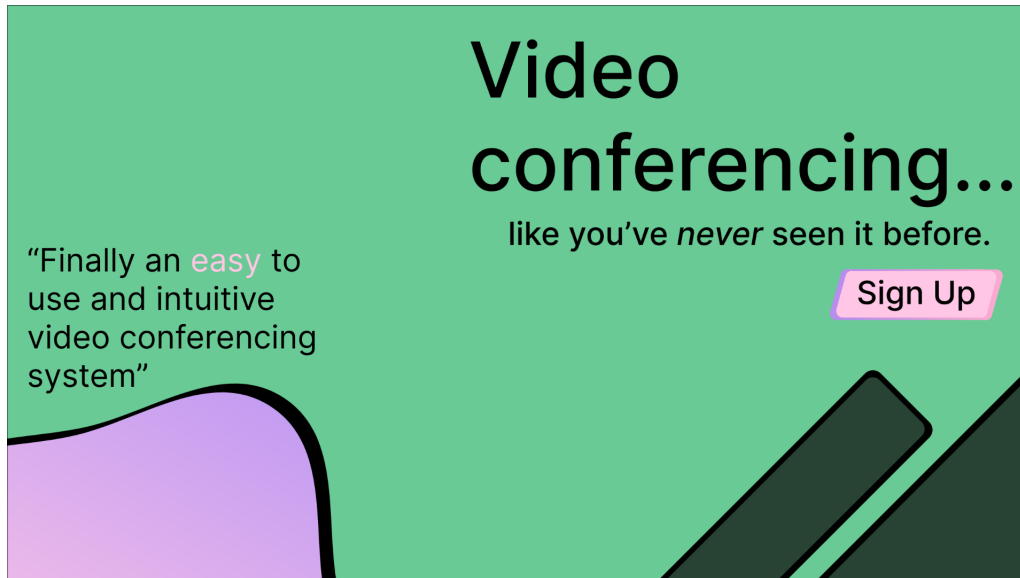 Video
conferencing...
like you’ve never seen it before.
Sign Up
“Finally an easy to
use and intuitive
video conferencing
system”